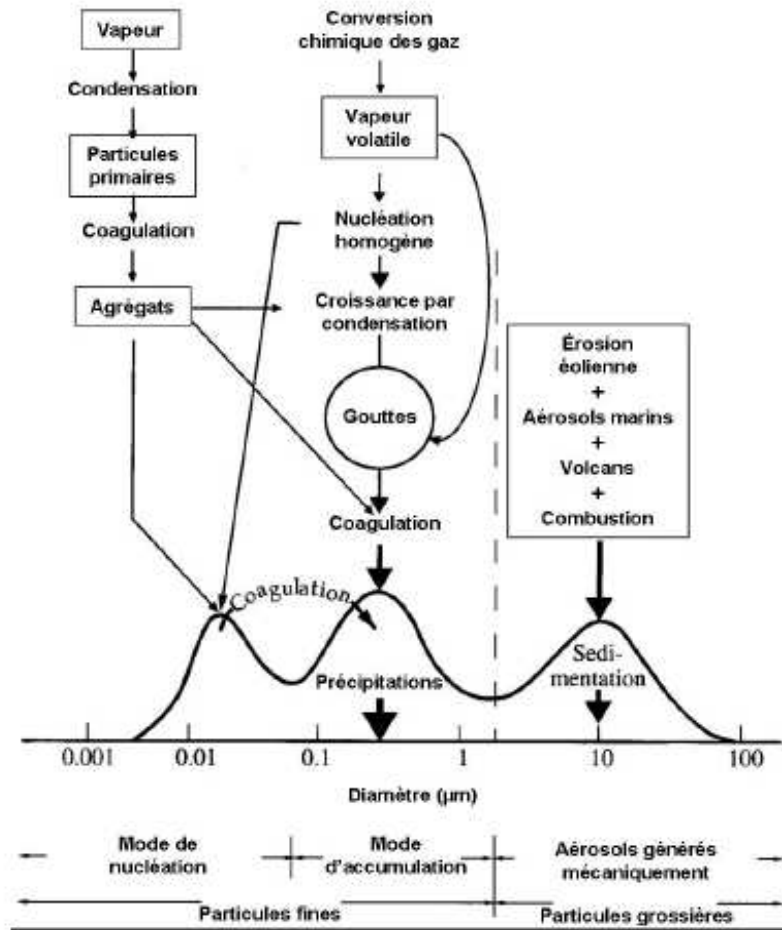 Vapeur
Condensation
Particules
primaires
Coagulation
Agrégats
Conversion
chimique des gaz
Vapeur
volatile
Nucléation
homogène
Croissance par
condensation
Gouttes
Coagulation
Érosion
éolienne
+
Aérosols marins
+
Volcans
+
Combustion
Coagulation
Précipitations
Sedi-
mentation
0.001 0.01 0.1 1 10 100
Diamètre (µm)
Mode de
nucléation
Mode
d'accumulation
Aérosols générés
mécaniquement
Particules fines
Particules grossières